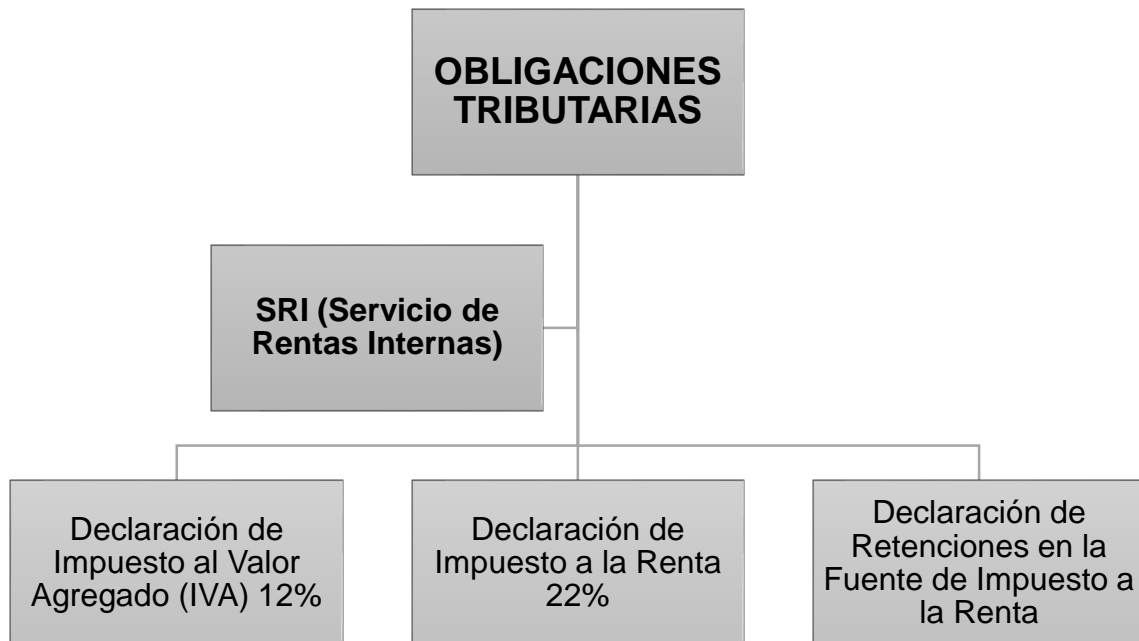 OBLIGACIONES
TRIBUTARIAS
SRI (Servicio de
Rentas Internas)
Declaración de
Impuesto al Valor
Agregado (IVA) 12%
Declaración de
Impuesto a la Renta
22%
Declaración de
Retenciones en la
Fuente de Impuesto a
la Renta